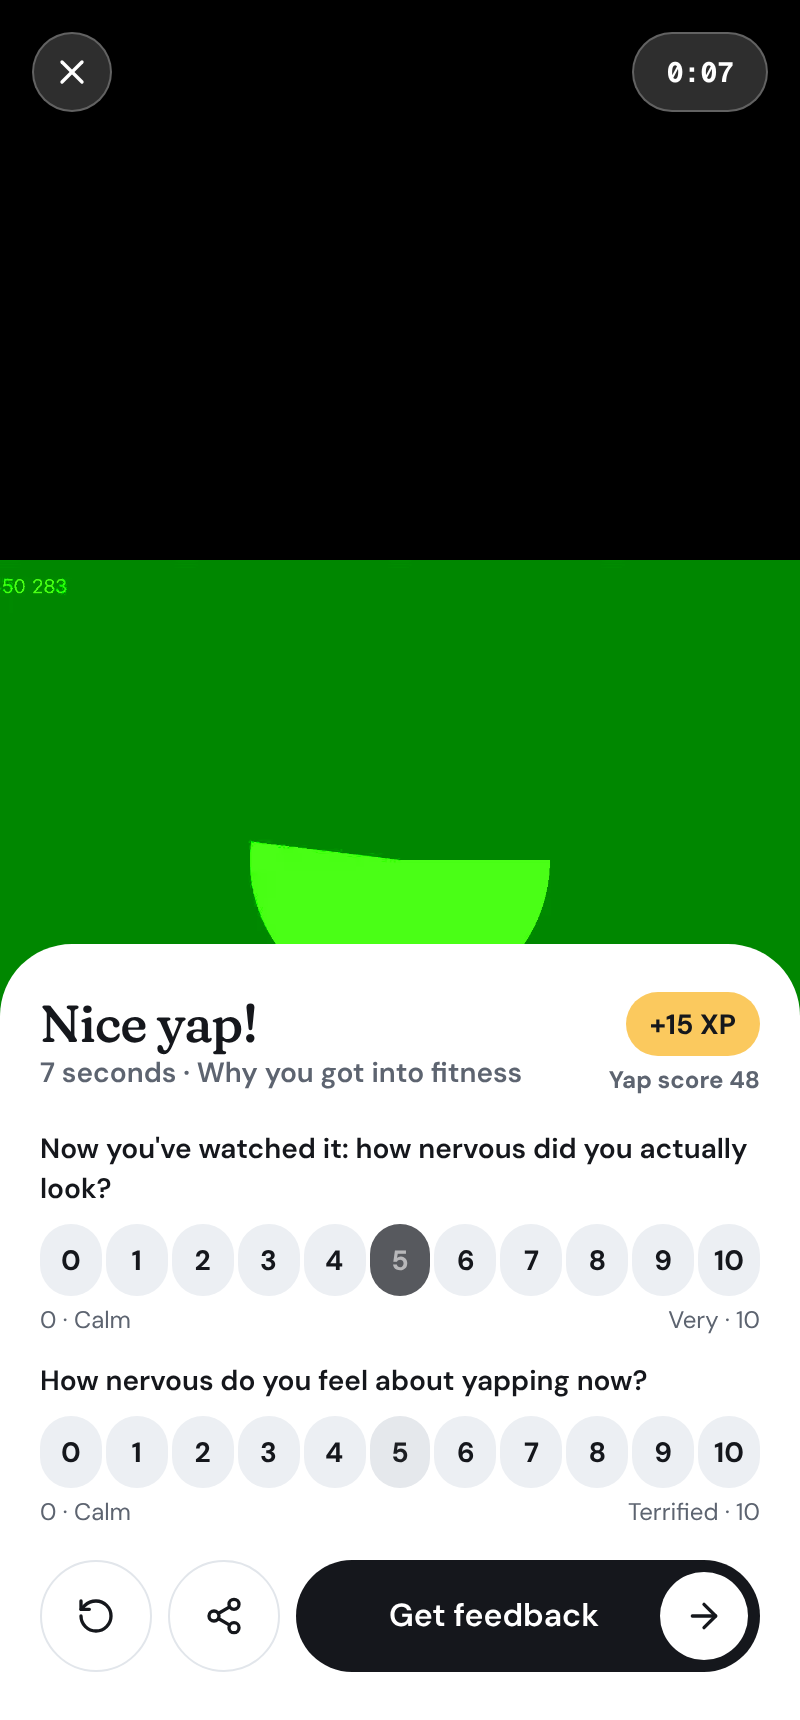 0:07
50 283
Nice yap!
+15 XP
7 seconds · Why you got into fitness
Yap score 48
Now you've watched it: how nervous did you actually
look?
0 1 2 3 4 5 6 7 8 9 10
0 · Calm
Very · 10
How nervous do you feel about yapping now?
0 1 2 3 4 5 6 7 8 9 10
0 · Calm
Terrified · 10
Get feedback